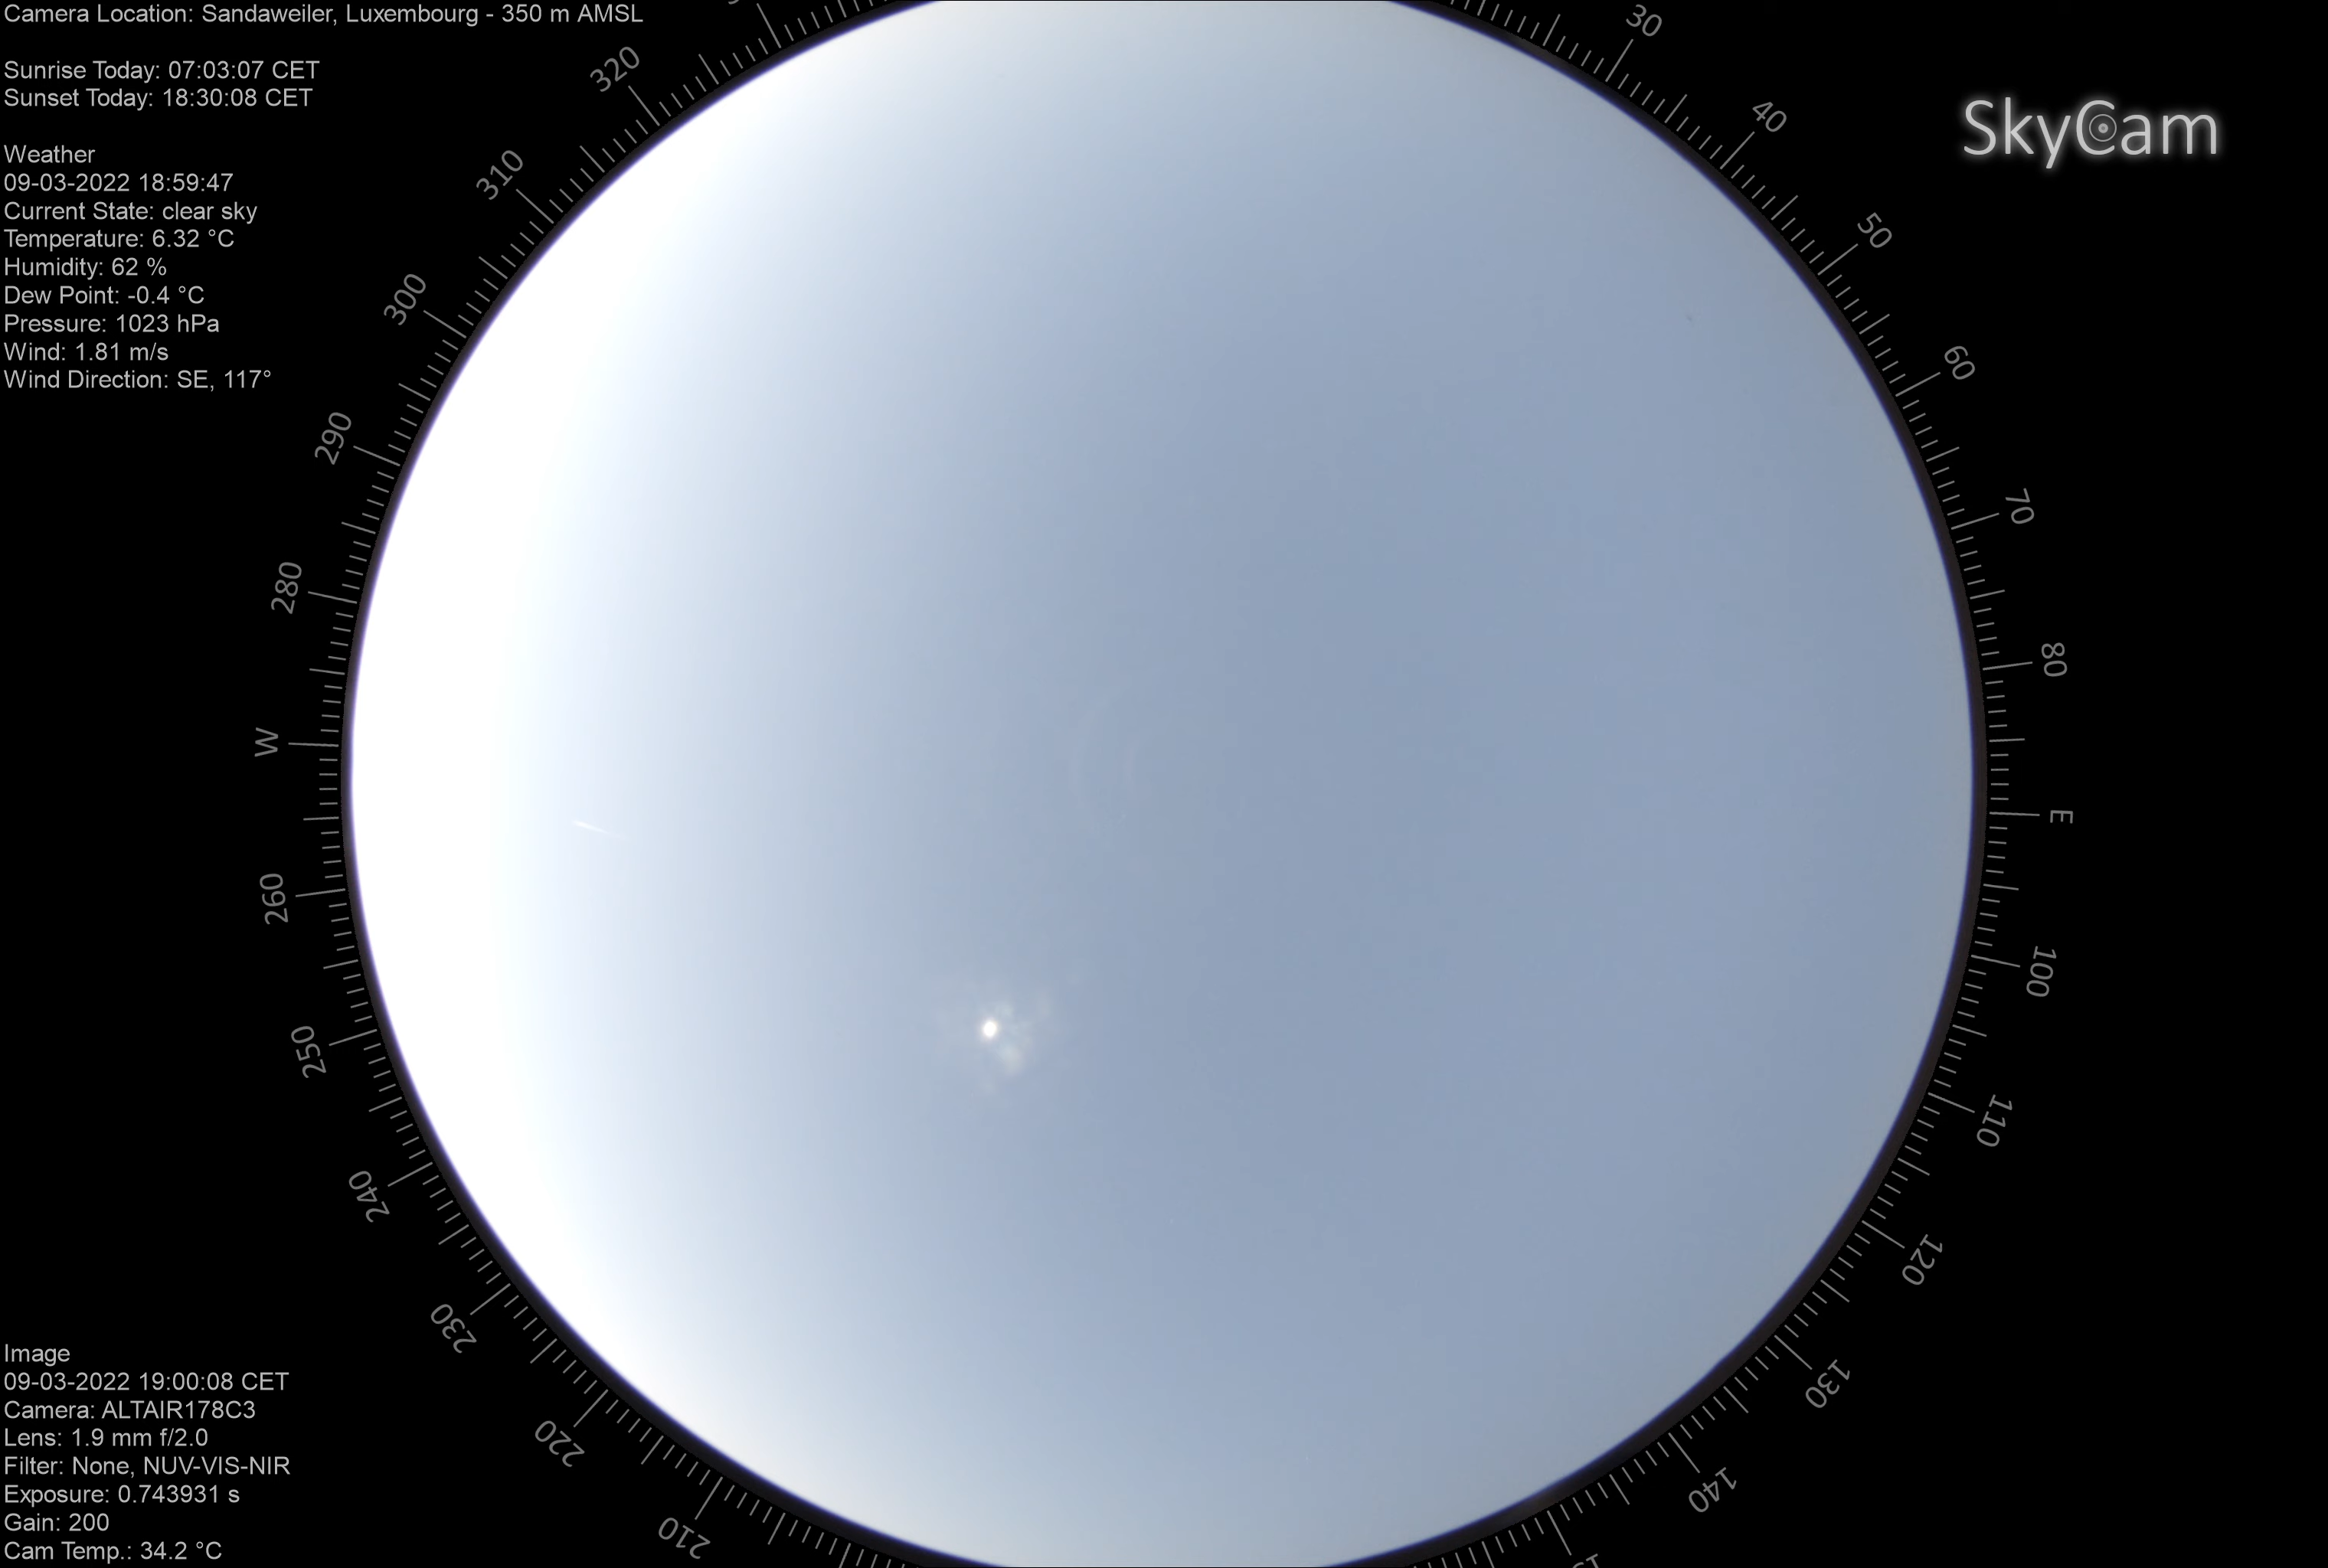 Camera Location: Sandaweiler, Luxembourg - 350 m AMSL
Sunrise Today: 07:03:07 CET
Sunset Today: 18:30:08 CET
Weather
09-03-2022 18:59:47
Current State: clear sky
Temperature: 6.32 °C
Humidity: 62 %
Dew Point: -0.4 °C
Pressure: 1023 hPa
Wind: 1.81 m/s
Wind Direction: SE, 117°
SkyCam
30
40
50
60
70
80
E
100
110
120
130
140
210
220
230
240
250
260
W
280
290
300
310
320
Image
09-03-2022 19:00:08 CET
Camera: ALTAIR178C3
Lens: 1.9 mm f/2.0
Filter: None, NUV-VIS-NIR
Exposure: 0.743931 s
Gain: 200
Cam Temp.: 34.2 °C